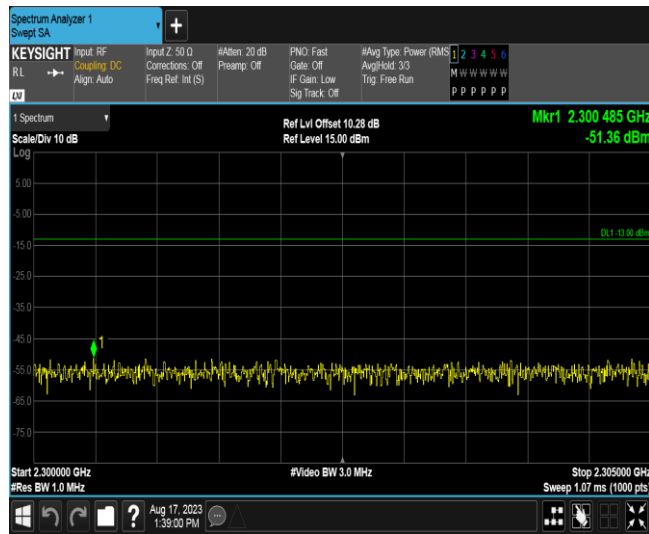 Spectrum Analyzer 1
Swept SA
+
KEYSIGHT
RL
LXI
Input: RF
Coupling: DC
Align: Auto
Input Z: 50 Ω
Corrections: Off
Freq Ref: Int (S)
#Atten: 20 dB
Preamp: Off
PNO: Fast
Gate: Off
IF Gain: Low
Sig Track: Off
#Avg Type: Power (RMS
Avg|Hold: 3/3
Trig: Free Run
1 2 3 4 5 6
M W W W W W
P P P P P P
1 Spectrum
Scale/Div 10 dB
Log
Ref Lvl Offset 10.28 dB
Ref Level 15.00 dBm
Mkr1 2.300 485 GHz
-51.36 dBm
5.00
-5.00
DL1 -13.00 dBm
-15.0
-25.0
-35.0
-45.0
1
-55.0
-65.0
-75.0
Start 2.300000 GHz
#Res BW 1.0 MHz
#Video BW 3.0 MHz
Stop 2.305000 GHz
Sweep 1.07 ms (1000 pts)
?
Aug 17, 2023
1:39:00 PM